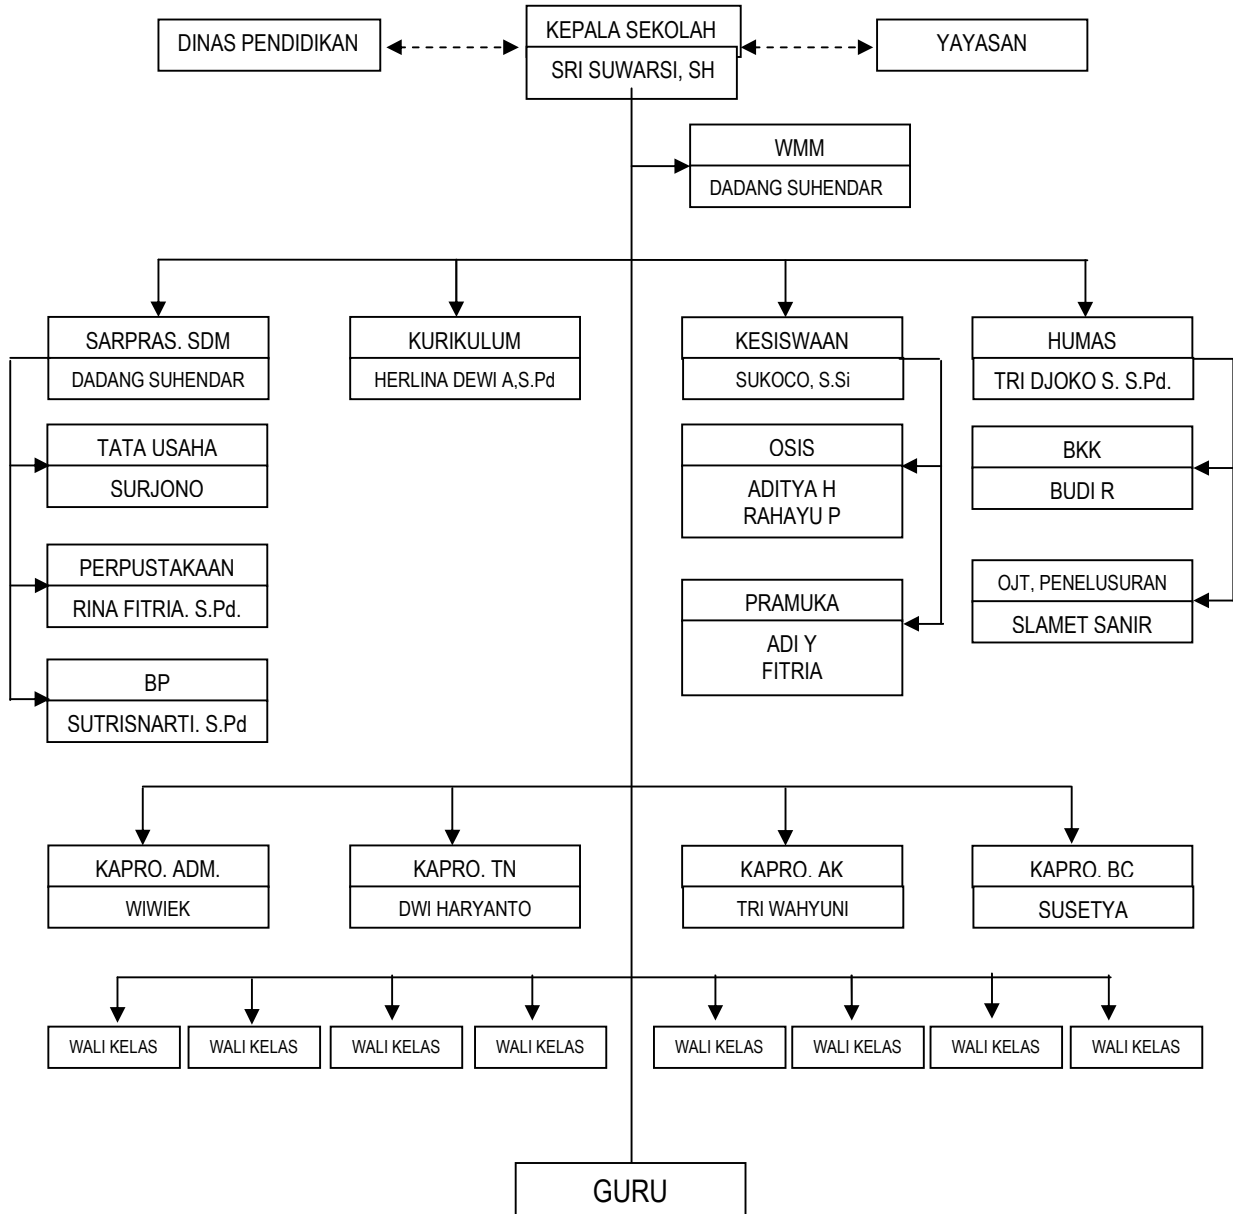 DINAS PENDIDIKAN
KEPALA SEKOLAH
SRI SUWARSI, SH
YAYASAN
WMM
DADANG SUHENDAR
SARPRAS. SDM
DADANG SUHENDAR
KURIKULUM
HERLINA DEWI A,S.Pd
KESISWAAN
SUKOCO, S.Si
HUMAS
TRI DJOKO S. S.Pd.
TATA USAHA
SURJONO
OSIS
ADITYA H
RAHAYU P
BKK
BUDI R
PERPUSTAKAAN
RINA FITRIA. S.Pd.
PRAMUKA
ADI Y
FITRIA
OJT, PENELUSURAN
SLAMET SANIR
BP
SUTRISNARTI. S.Pd
KAPRO. ADM.
WIWIEK
KAPRO. TN
DWI HARYANTO
KAPRO. AK
TRI WAHYUNI
KAPRO. BC
SUSETYA
WALI KELAS
WALI KELAS
WALI KELAS
WALI KELAS
WALI KELAS
WALI KELAS
WALI KELAS
WALI KELAS
GURU